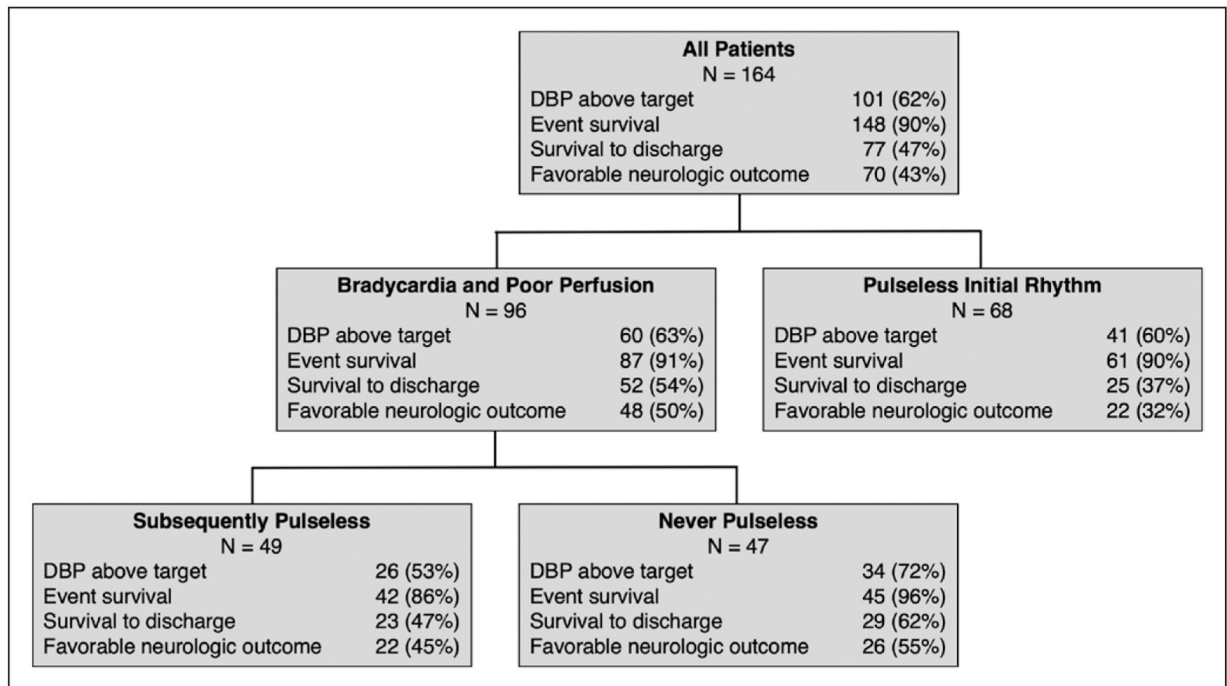 All Patients
N = 164
DBP above target 101 (62%)
Event survival 148 (90%)
Survival to discharge 77 (47%)
Favorable neurologic outcome 70 (43%)
Bradycardia and Poor Perfusion
N = 96
DBP above target 60 (63%)
Event survival 87 (91%)
Survival to discharge 52 (54%)
Favorable neurologic outcome 48 (50%)
Pulseless Initial Rhythm
N = 68
DBP above target 41 (60%)
Event survival 61 (90%)
Survival to discharge 25 (37%)
Favorable neurologic outcome 22 (32%)
Subsequently Pulseless
N = 49
DBP above target 26 (53%)
Event survival 42 (86%)
Survival to discharge 23 (47%)
Favorable neurologic outcome 22 (45%)
Never Pulseless
N = 47
DBP above target 34 (72%)
Event survival 45 (96%)
Survival to discharge 29 (62%)
Favorable neurologic outcome 26 (55%)